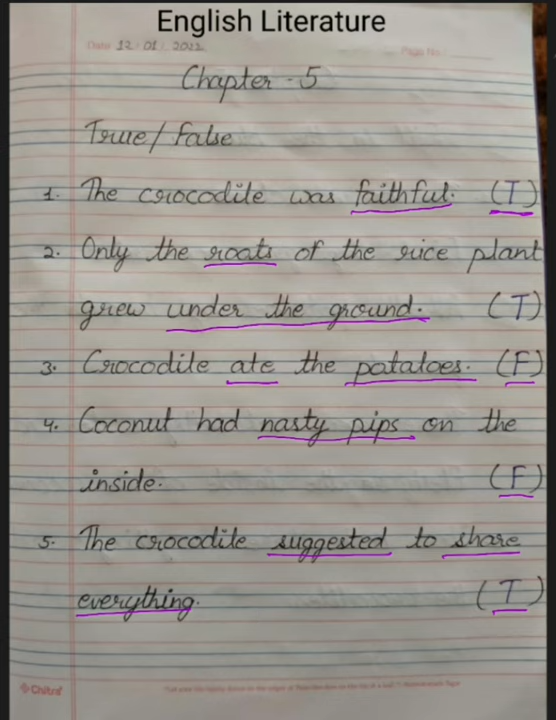 English Literature
Date 12 / 01 / 2022 Page No.
Chapter - 5
True / False
1. The crocodile was faithful. (T)
2. Only the roots of the rice plant
grew under the ground. (T)
3. Crocodile ate the patatoes. (F)
4. Coconut had nasty pips on the
inside. (F)
5. The crocodile suggested to share
everything. (T)
Chitra